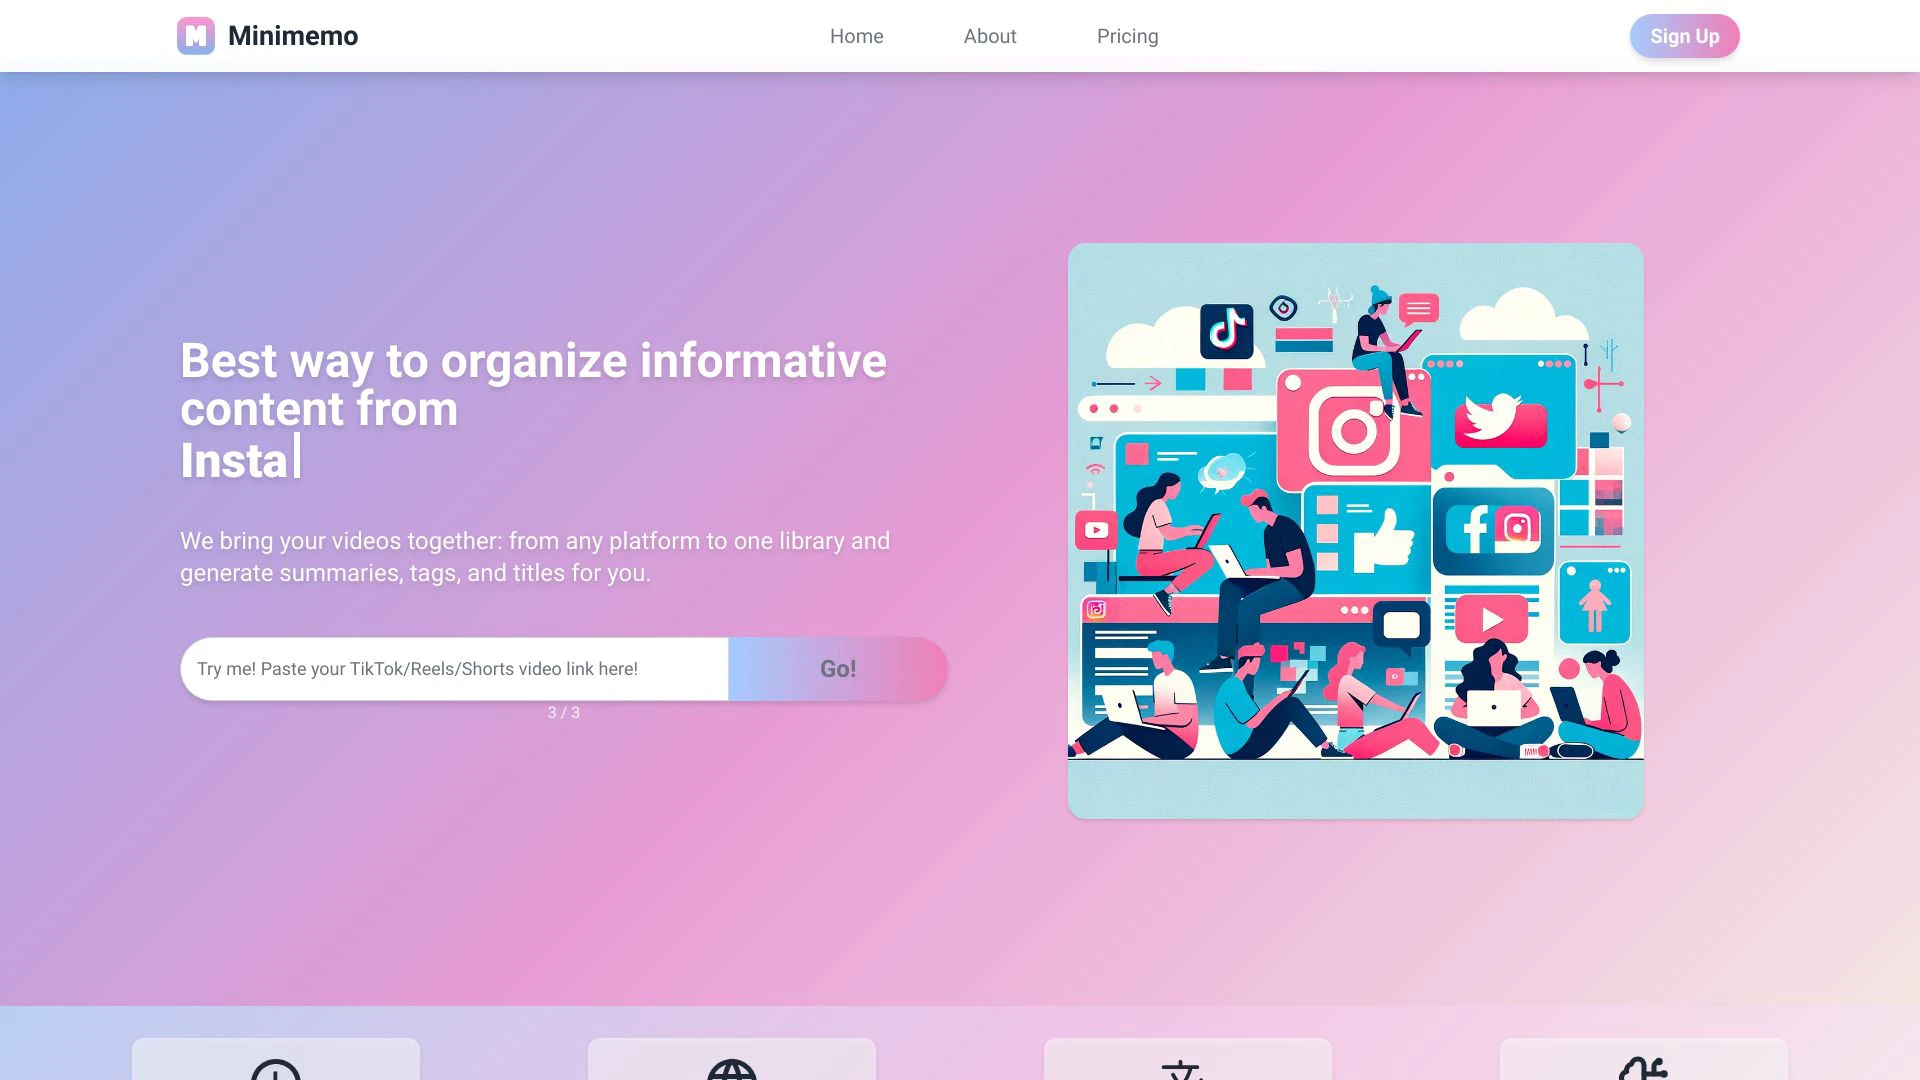 Minimemo
Home
About
Pricing
Sign Up
Best way to organize informative
content from
Insta
We bring your videos together: from any platform to one library and
generate summaries, tags, and titles for you.
Try me! Paste your TikTok/Reels/Shorts video link here!
Go!
3 / 3